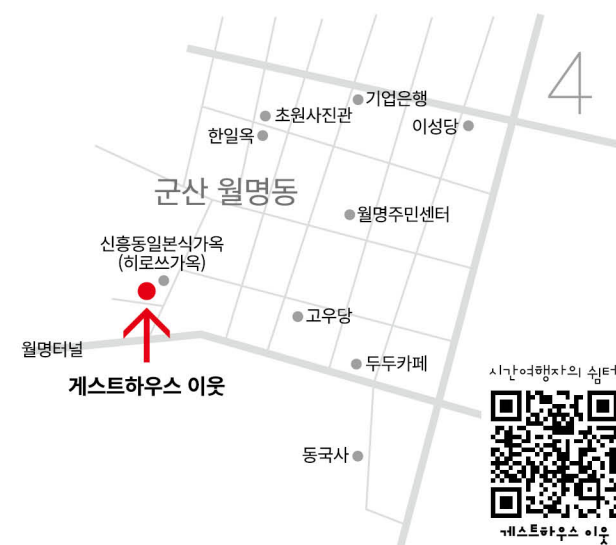 4
기업은행
초원사진관
이성당
한일옥
군산 월명동
월명주민센터
신흥동일본식가옥
(히로쓰가옥)
고우당
월명터널
두두카페
게스트하우스 이웃
시간여행자의 쉼터
동국사
게스트하우스 이웃